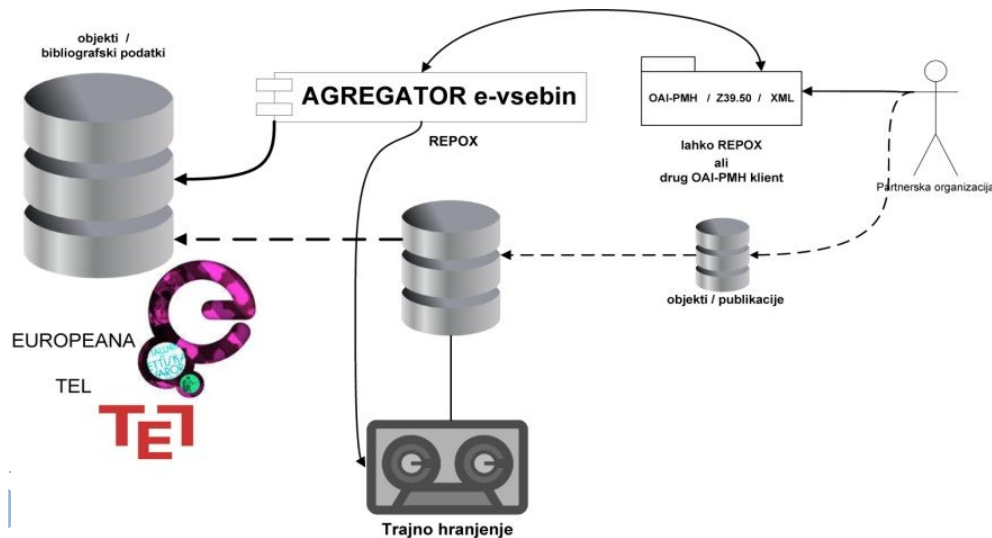 objekti /
bibliografski podatki
AGREGATOR e-vsebin
REPOX
OAI-PMH / Z39.50 / XML
lahko REPOX
ali
drug OAI-PMH klient
Partnerska organizacija
objekti / publikacije
EUROPEANA
TEL
TEL
Trajno hranjenje